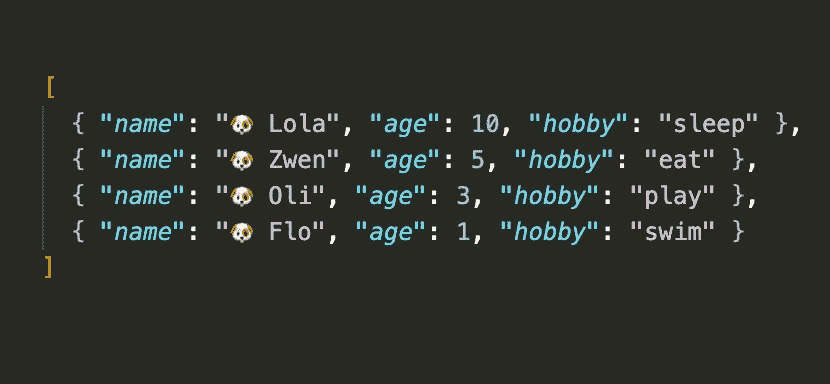 [
{ "name": "🐶 Lola", "age": 10, "hobby": "sleep" },
{ "name": "🐶 Zwen", "age": 5, "hobby": "eat" },
{ "name": "🐶 Oli", "age": 3, "hobby": "play" },
{ "name": "🐶 Flo", "age": 1, "hobby": "swim" }
]